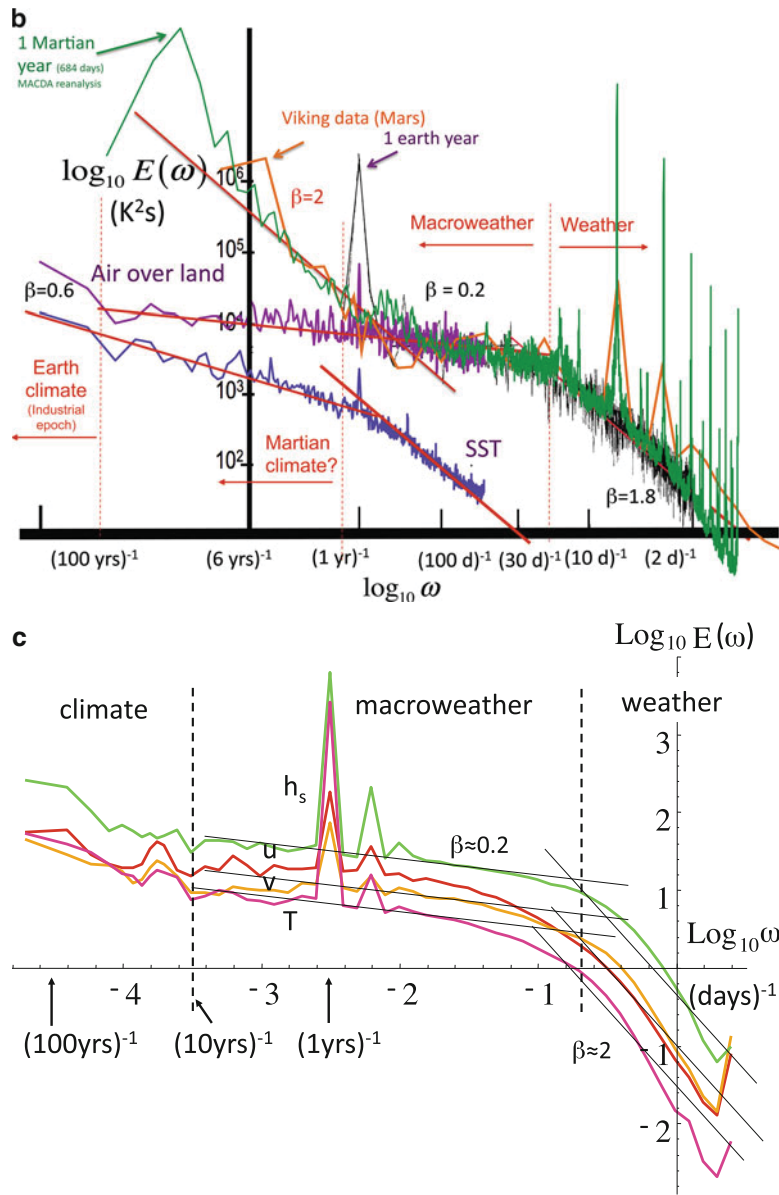 b
1 Martian
year (684 days)
MACDA reanalysis
Viking data (Mars)
1 earth year
log₁₀ E(ω)
(K²s)
10⁶
β=2
Macroweather
Weather
10⁵
Air over land
β=0.6
β = 0.2
10⁴
Earth
climate
(Industrial
epoch)
10³
Martian
climate?
SST
10²
β=1.8
(100 yrs)⁻¹
(6 yrs)⁻¹
(1 yr)⁻¹
(100 d)⁻¹
(30 d)⁻¹
(10 d)⁻¹
(2 d)⁻¹
log₁₀ ω
c
Log₁₀ E(ω)
climate
macroweather
weather
3
hₛ
2
u
β≈0.2
v
1
T
Log₁₀ω
-4
-3
-2
-1
(days)⁻¹
(100yrs)⁻¹
(10yrs)⁻¹
(1yrs)⁻¹
β≈2
-1
-2